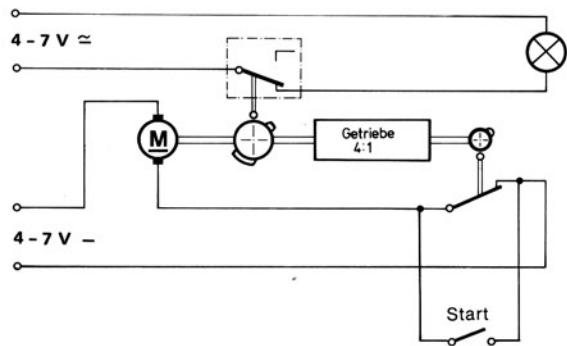 4 – 7 V ≃
M
Getriebe
4:1
4 – 7 V –
Start